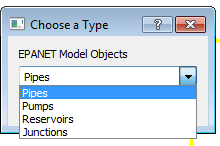 Choose a Type
EPANET Model Objects
Pipes
Pipes
Pumps
Reservoirs
Junctions